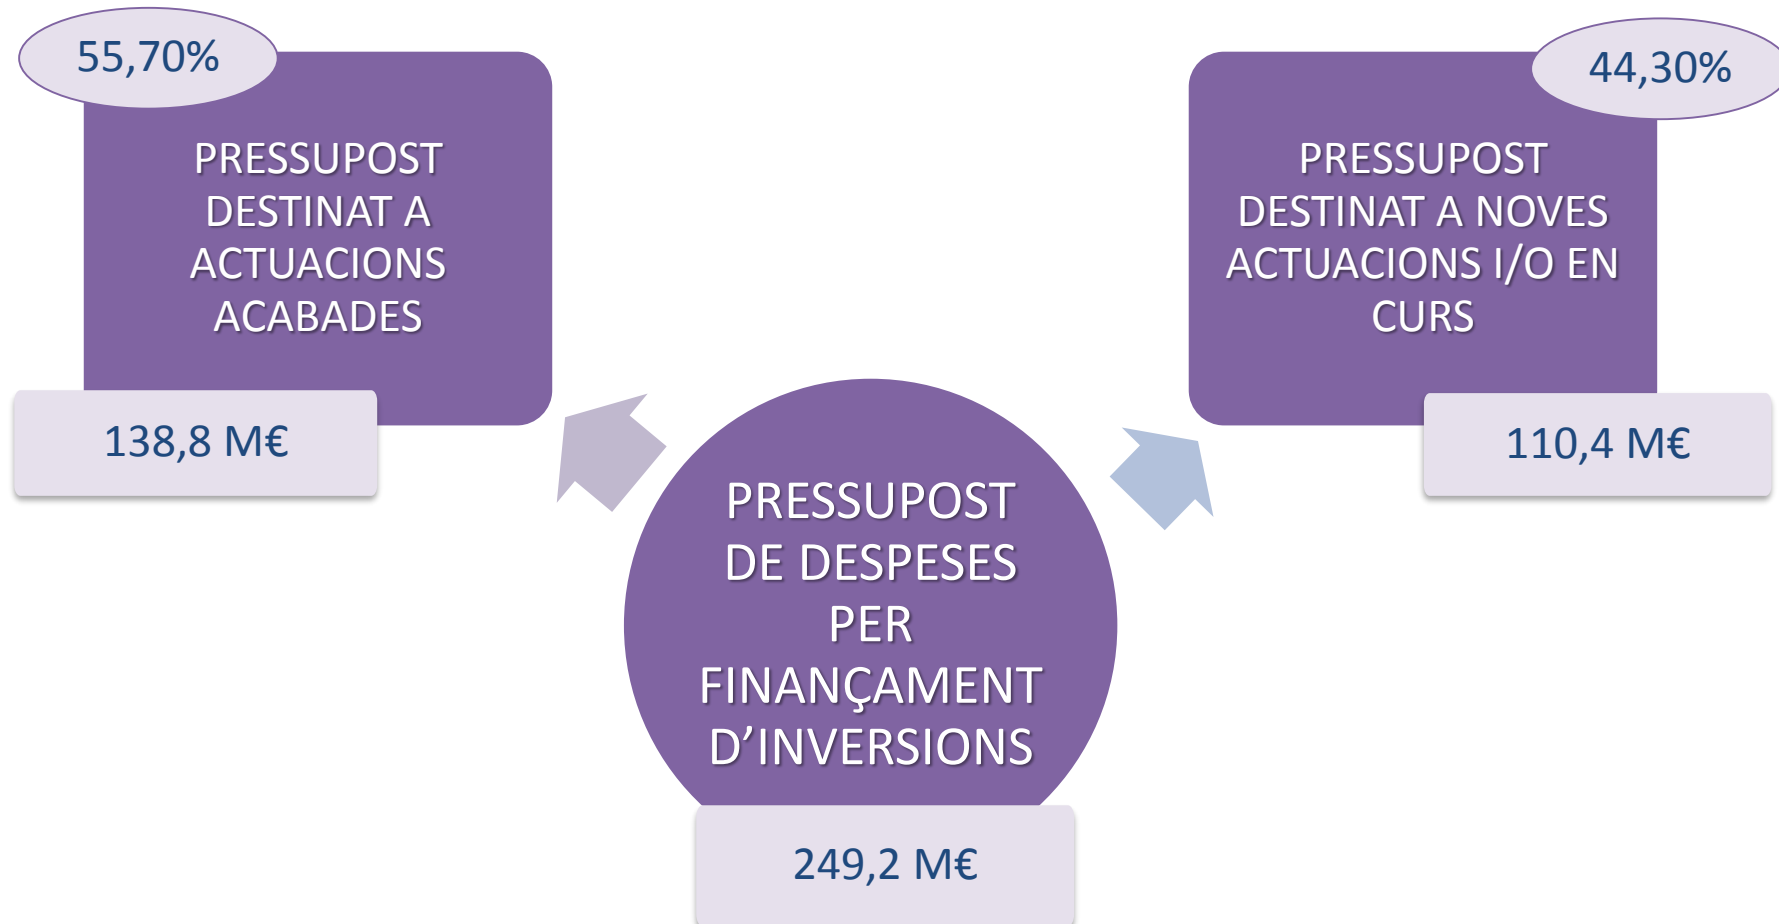 55,70%
PRESSUPOST
DESTINAT A
ACTUACIONS
ACABADES
138,8 M€
44,30%
PRESSUPOST
DESTINAT A NOVES
ACTUACIONS I/O EN
CURS
110,4 M€
PRESSUPOST
DE DESPESES
PER
FINANÇAMENT
D’INVERSIONS
249,2 M€